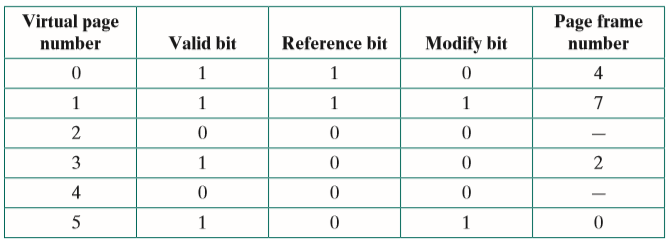 Virtual page number Valid bit Reference bit Modify bit Page frame number
0 1 1 0 4
1 1 1 1 7
2 0 0 0 —
3 1 0 0 2
4 0 0 0 —
5 1 0 1 0